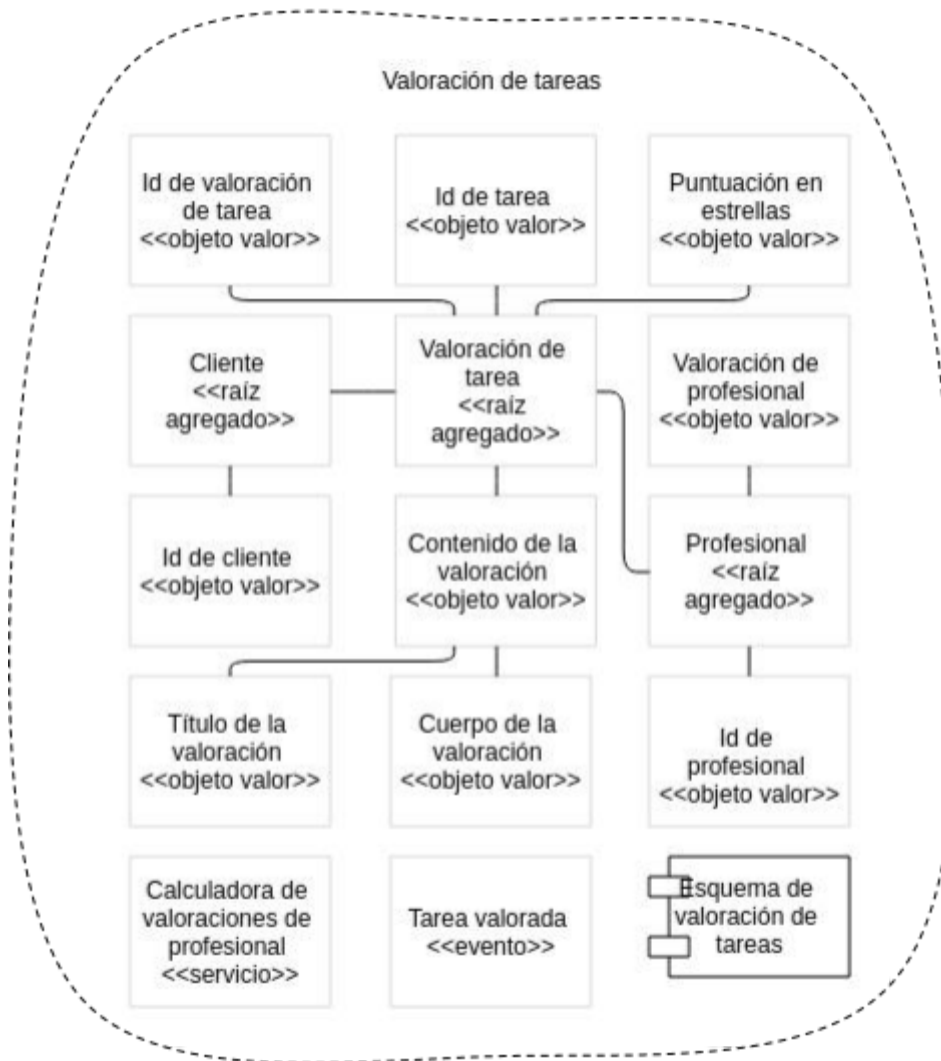 Valoración de tareas
Id de valoración
de tarea
<<objeto valor>>
Id de tarea
<<objeto valor>>
Puntuación en
estrellas
<<objeto valor>>
Cliente
<<raíz
agregado>>
Valoración de
tarea
<<raíz
agregado>>
Valoración de
profesional
<<objeto valor>>
Id de cliente
<<objeto valor>>
Contenido de la
valoración
<<objeto valor>>
Profesional
<<raíz
agregado>>
Título de la
valoración
<<objeto valor>>
Cuerpo de la
valoración
<<objeto valor>>
Id de
profesional
<<objeto valor>>
Calculadora de
valoraciones de
profesional
<<servicio>>
Tarea valorada
<<evento>>
Esquema de
valoración de
tareas